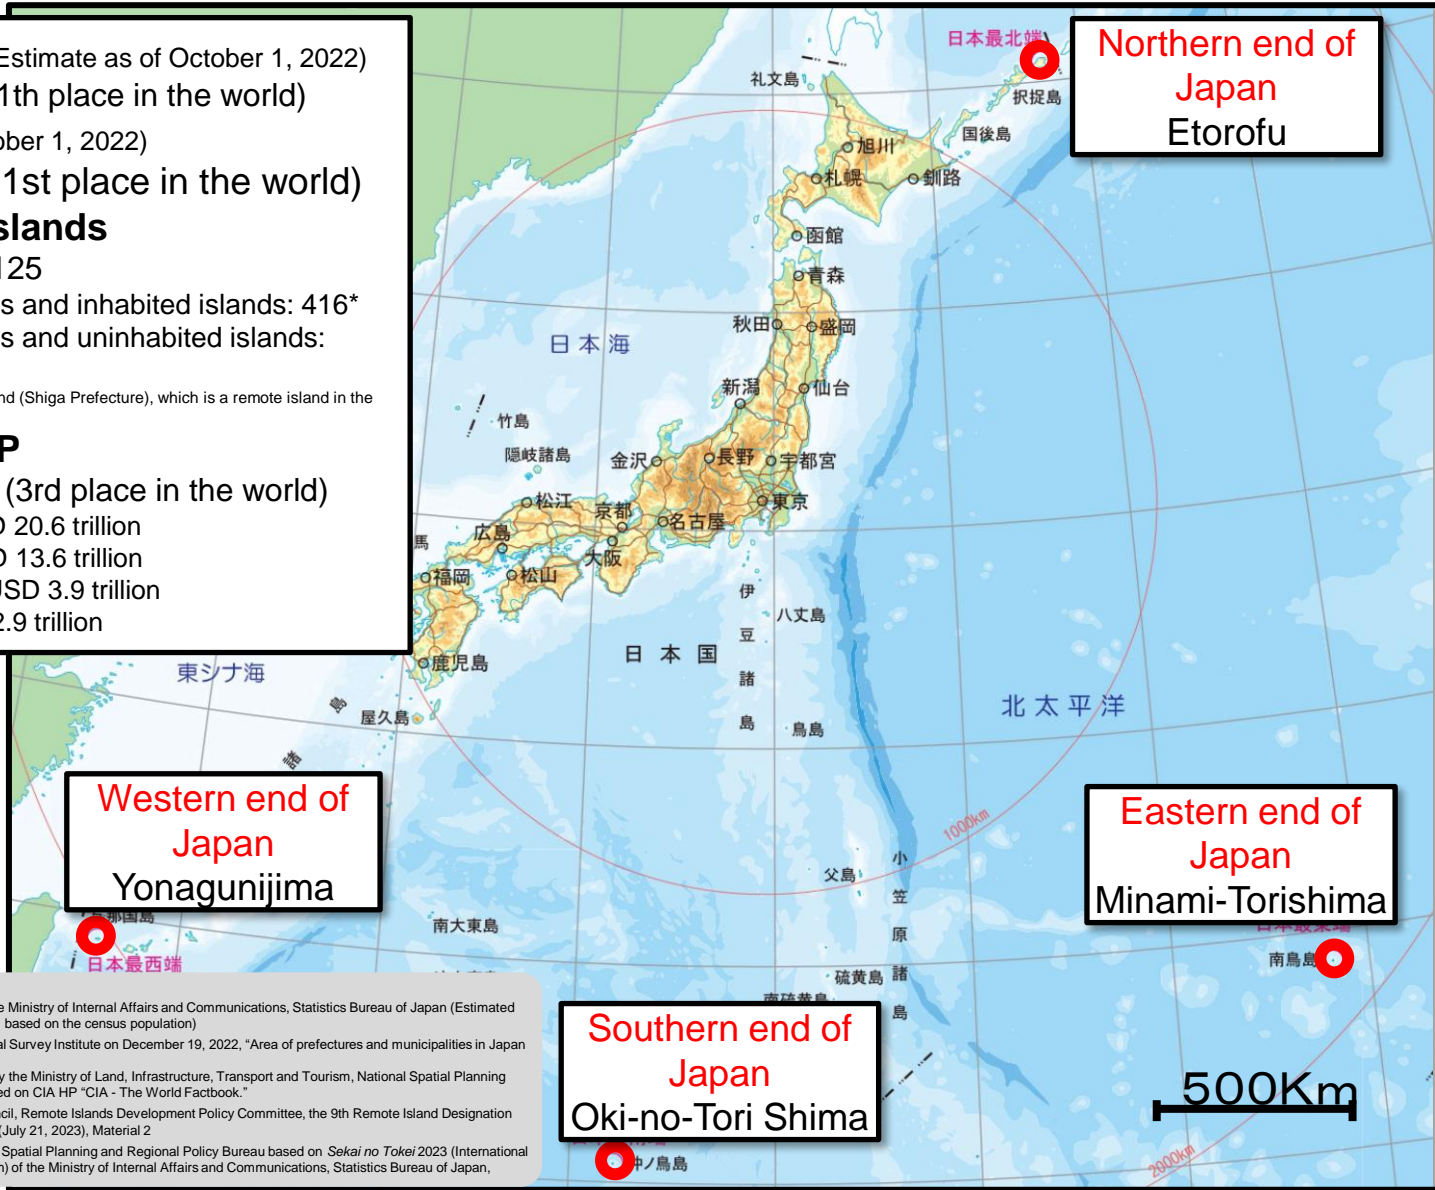 Estimate as of October 1, 2022)
1th place in the world)
ober 1, 2022)
1st place in the world)
slands
125
s and inhabited islands: 416*
s and uninhabited islands:
nd (Shiga Prefecture), which is a remote island in the
P
(3rd place in the world)
D 20.6 trillion
D 13.6 trillion
USD 3.9 trillion
2.9 trillion
日本最北端
Northern end of
Japan
Etorofu
礼文島
択捉島
国後島
旭川
札幌
釧路
函館
青森
秋田
盛岡
日本海
新潟
仙台
竹島
隠岐諸島
金沢
長野
宇都宮
松江
京都
東京
広島
名古屋
馬
大阪
福岡
松山
伊豆諸島
八丈島
日本国
鹿児島
東シナ海
屋久島
諸
島
鳥島
北太平洋
Western end of
Japan
Yonagunijima
1000km
Eastern end of
Japan
Minami-Torishima
父島
小笠原諸島
那国島
南大東島
日本最東端
日本最西端
南鳥島
硫黄島
南硫黄島
Southern end of
Japan
Oki-no-Tori Shima
沖ノ鳥島
500Km
2000km
e Ministry of Internal Affairs and Communications, Statistics Bureau of Japan (Estimated
based on the census population)
al Survey Institute on December 19, 2022, “Area of prefectures and municipalities in Japan
y the Ministry of Land, Infrastructure, Transport and Tourism, National Spatial Planning
ed on CIA HP “CIA - The World Factbook.”
cil, Remote Islands Development Policy Committee, the 9th Remote Island Designation
(July 21, 2023), Material 2
Spatial Planning and Regional Policy Bureau based on Sekai no Tokei 2023 (International
n) of the Ministry of Internal Affairs and Communications, Statistics Bureau of Japan,